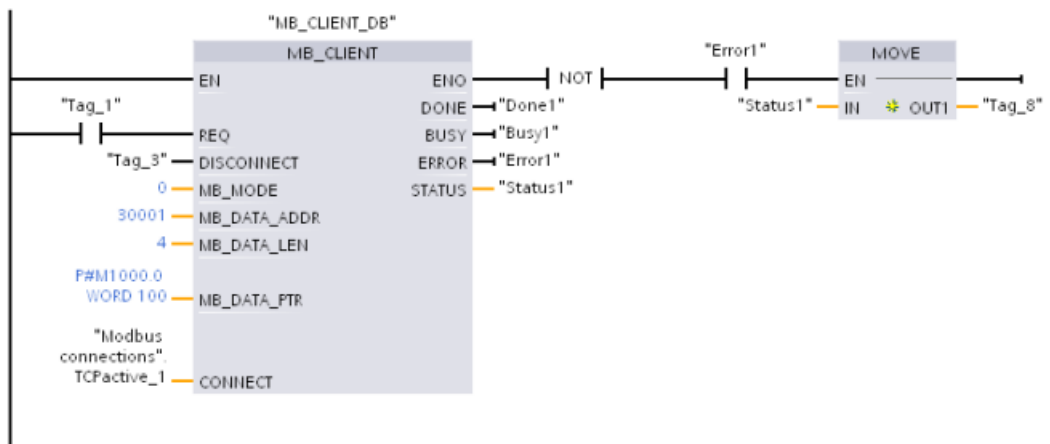 "MB_CLIENT_DB"
MB_CLIENT
"Error1"
MOVE
EN
ENO
NOT
EN
"Tag_1"
DONE
"Done1"
"Status1"
IN
OUT1
"Tag_8"
REQ
BUSY
"Busy1"
"Tag_3"
DISCONNECT
ERROR
"Error1"
0
MB_MODE
STATUS
"Status1"
30001
MB_DATA_ADDR
4
MB_DATA_LEN
P#M1000.0
WORD 100
MB_DATA_PTR
"Modbus
connections".
TCPactive_1
CONNECT